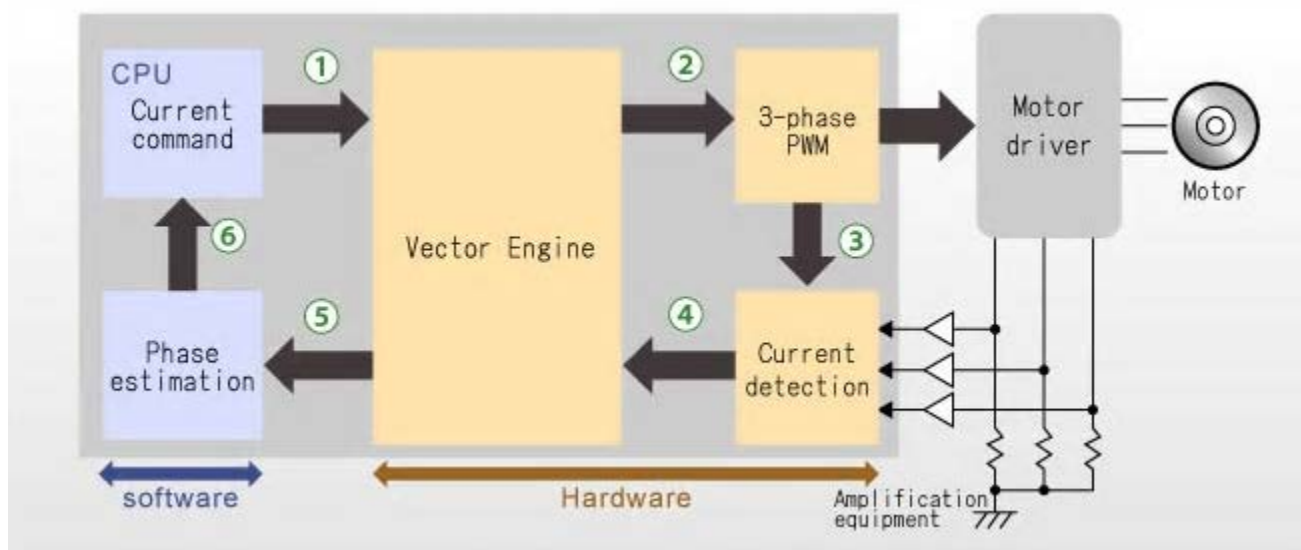 CPU
Current
command
①
Vector Engine
②
3-phase
PWM
Motor
driver
Motor
③
Current
detection
④
⑤
Phase
estimation
⑥
software
Hardware
Amplification
equipment